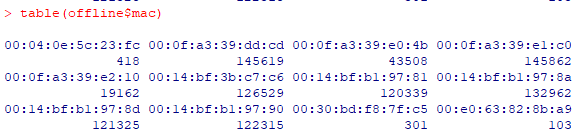 > table(offline$mac)
00:04:0e:5c:23:fc 00:0f:a3:39:dd:cd 00:0f:a3:39:e0:4b 00:0f:a3:39:e1:c0
418 145619 43508 145862
00:0f:a3:39:e2:10 00:14:bf:3b:c7:c6 00:14:bf:b1:97:81 00:14:bf:b1:97:8a
19162 126529 120339 132962
00:14:bf:b1:97:8d 00:14:bf:b1:97:90 00:30:bd:f8:7f:c5 00:e0:63:82:8b:a9
121325 122315 301 103